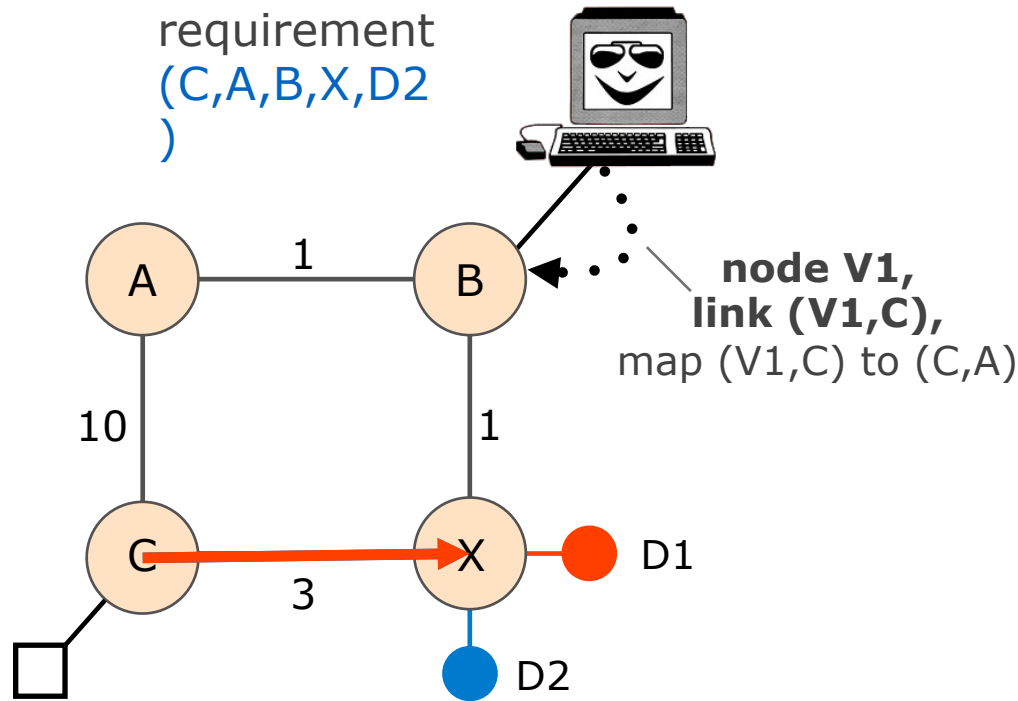 requirement
(C,A,B,X,D2
)
A
1
B
node V1,
link (V1,C),
map (V1,C) to (C,A)
10
1
C
3
X
D1
D2